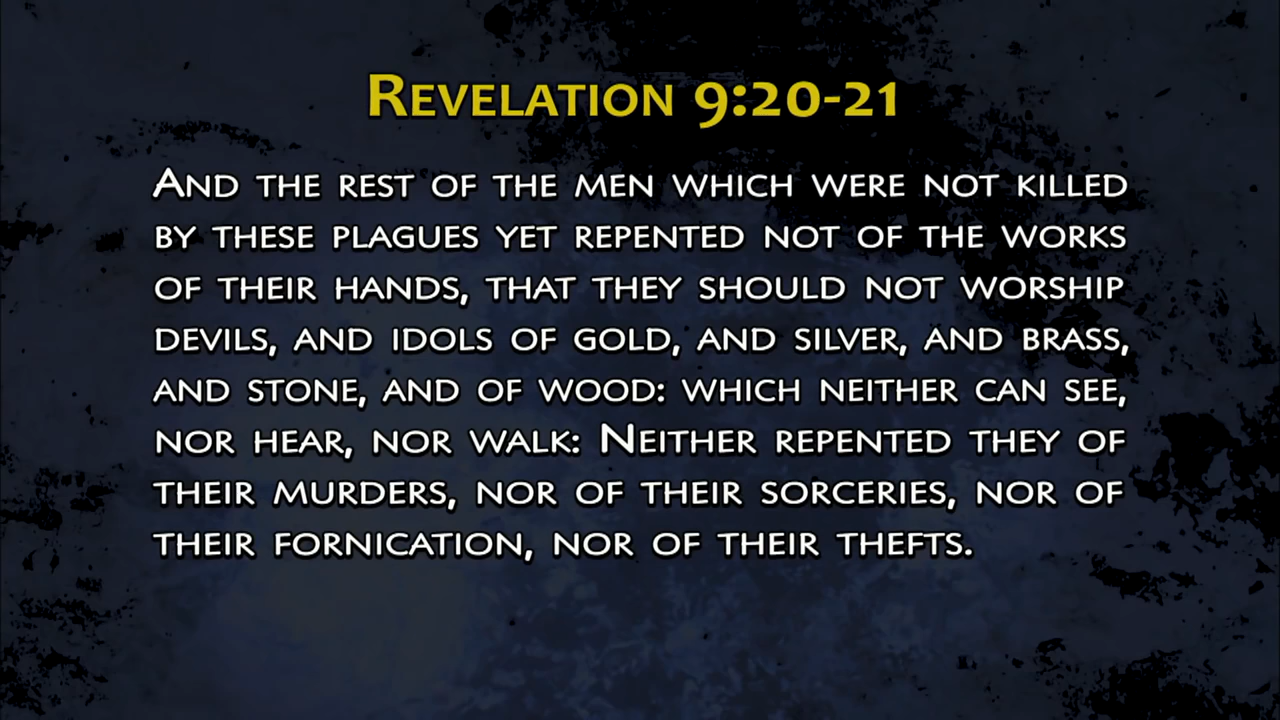 Revelation 9:20-21
And the rest of the men which were not killed
by these plagues yet repented not of the works
of their hands, that they should not worship
devils, and idols of gold, and silver, and brass,
and stone, and of wood: which neither can see,
nor hear, nor walk: Neither repented they of
their murders, nor of their sorceries, nor of
their fornication, nor of their thefts.